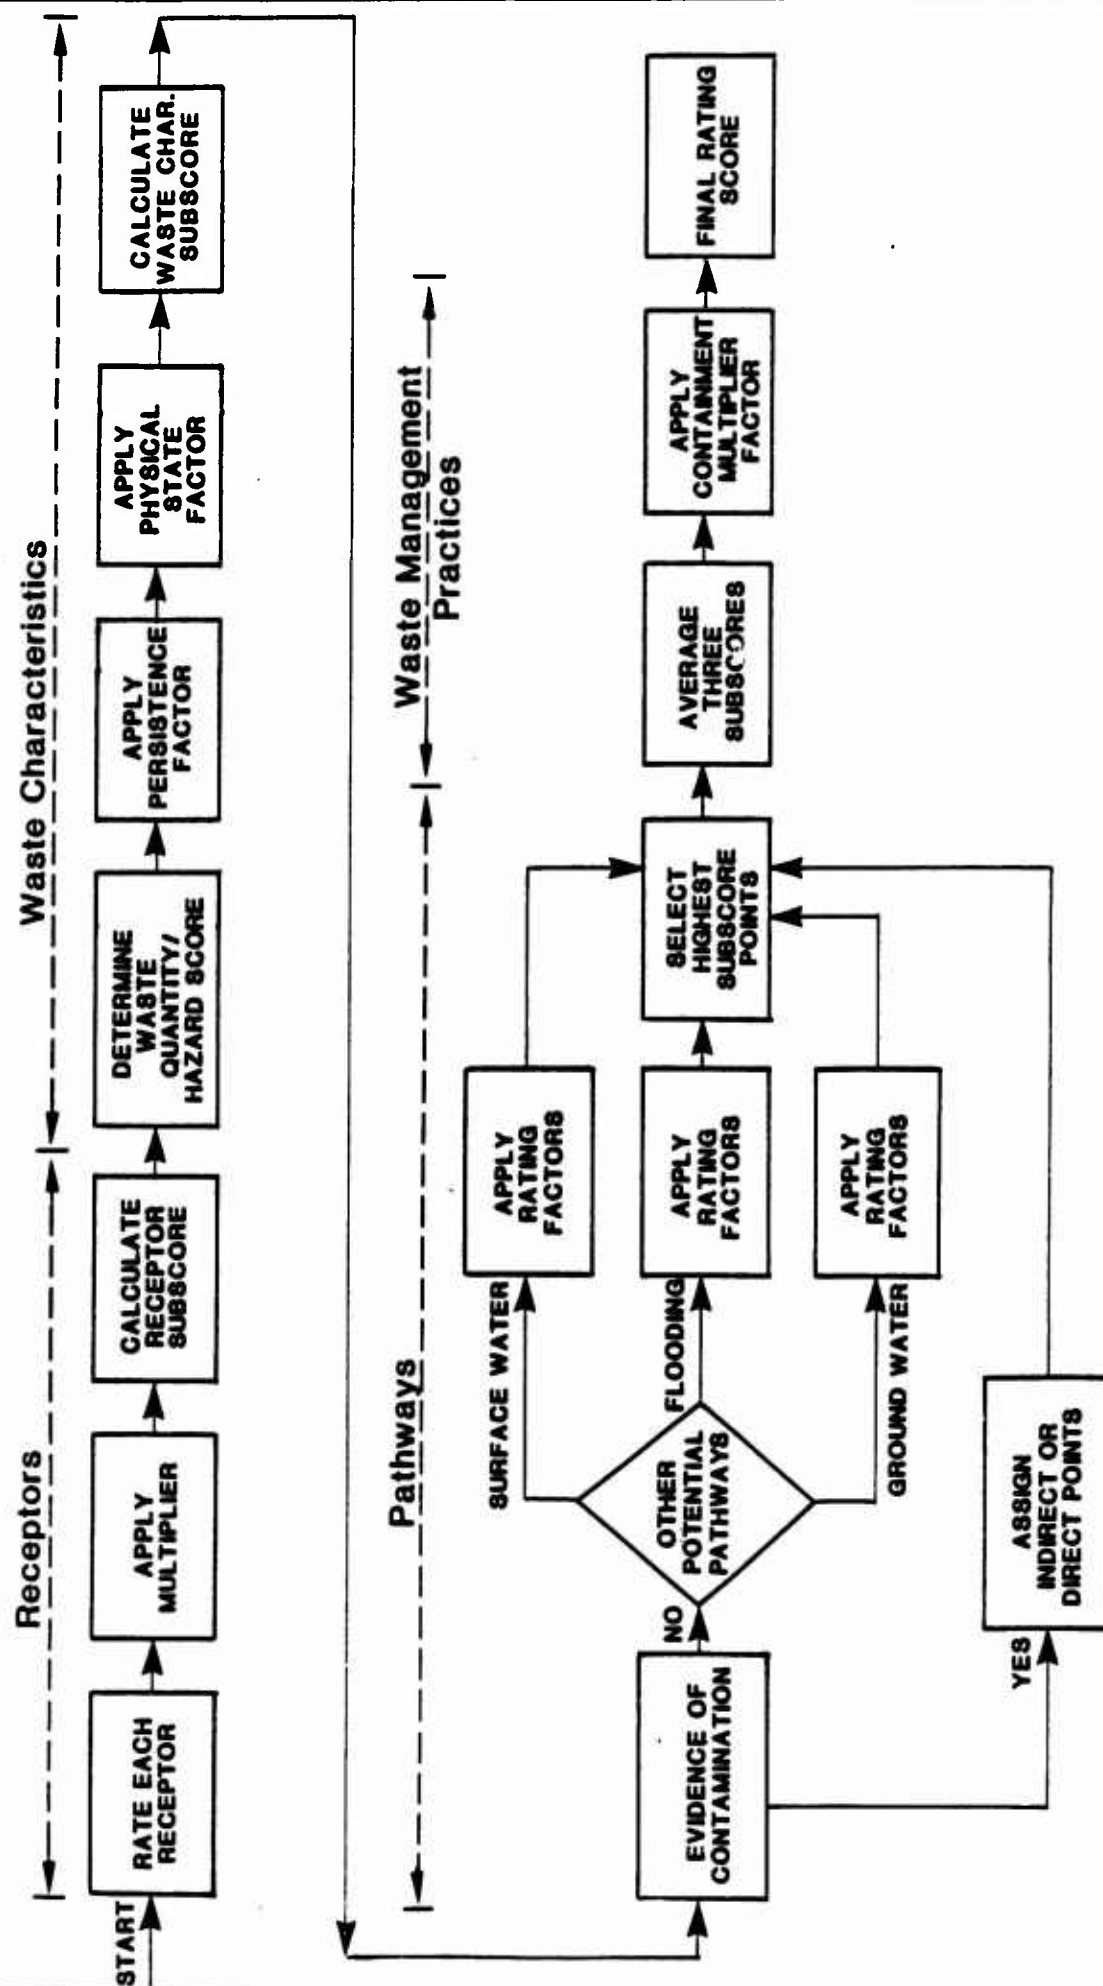 Receptors
Waste Characteristics
START
RATE EACH
RECEPTOR
APPLY
MULTIPLIER
CALCULATE
RECEPTOR
SUBSCORE
DETERMINE
WASTE
QUANTITY/
HAZARD SCORE
APPLY
PERSISTENCE
FACTOR
APPLY
PHYSICAL
STATE
FACTOR
CALCULATE
WASTE CHAR.
SUBSCORE
Pathways
Waste Management
Practices
EVIDENCE OF
CONTAMINATION
NO
OTHER
POTENTIAL
PATHWAYS
SURFACE WATER
APPLY
RATING
FACTORS
FLOODING
APPLY
RATING
FACTORS
GROUND WATER
APPLY
RATING
FACTORS
YES
ASSIGN
INDIRECT OR
DIRECT POINTS
SELECT
HIGHEST
SUBSCORE
POINTS
AVERAGE
THREE
SUBSCORES
APPLY
CONTAINMENT
MULTIPLIER
FACTOR
FINAL RATING
SCORE